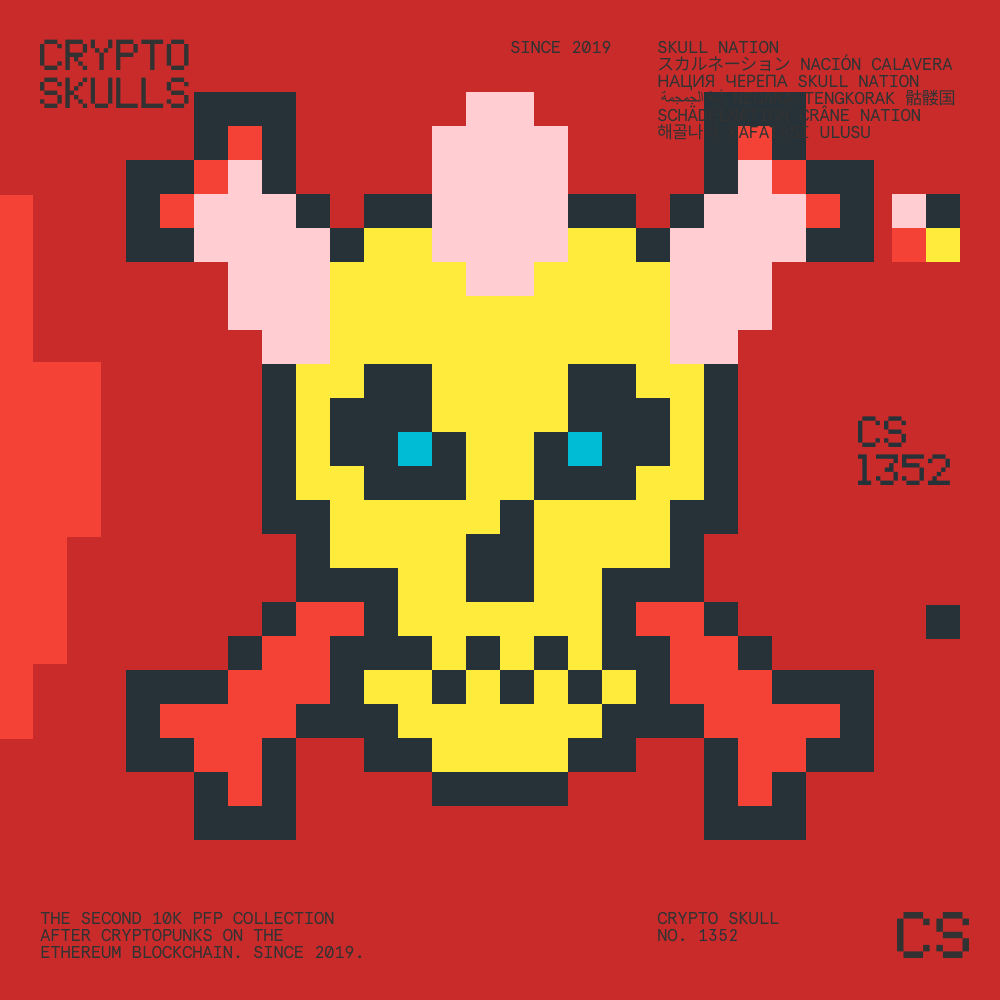 CRYPTO
SKULLS
SINCE 2019
SKULL NATION
スカルネーション NACIÓN CALAVERA
НАЦИЯ ЧЕРЕПА SKULL NATION
TENGKORAK 骷髅国
CRÂNE NATION
해골 ULUSU
CS
1352
THE SECOND 10K PFP COLLECTION
AFTER CRYPTOPUNKS ON THE
ETHEREUM BLOCKCHAIN. SINCE 2019.
CRYPTO SKULL
NO. 1352
CS